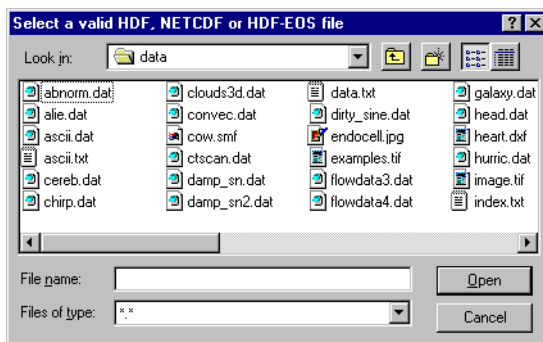 Select a valid HDF, NETCDF or HDF-EOS file
Look in: data
abnorm.dat clouds3d.dat data.txt galaxy.dat
alie.dat convec.dat dirty_sine.dat head.dat
ascii.dat cow.smf endocell.jpg heart.dxf
ascii.txt ctscan.dat examples.tif hurric.dat
cereb.dat damp_sn.dat flowdata3.dat image.tif
chirp.dat damp_sn2.dat flowdata4.dat index.txt
File name: Open
Files of type: *.* Cancel